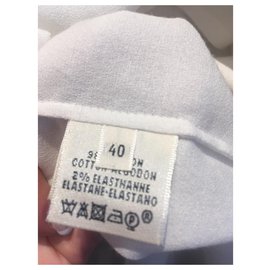 40
COTTON ALGODON
2% ELASTHANNE
ELASTANE-ELASTANO